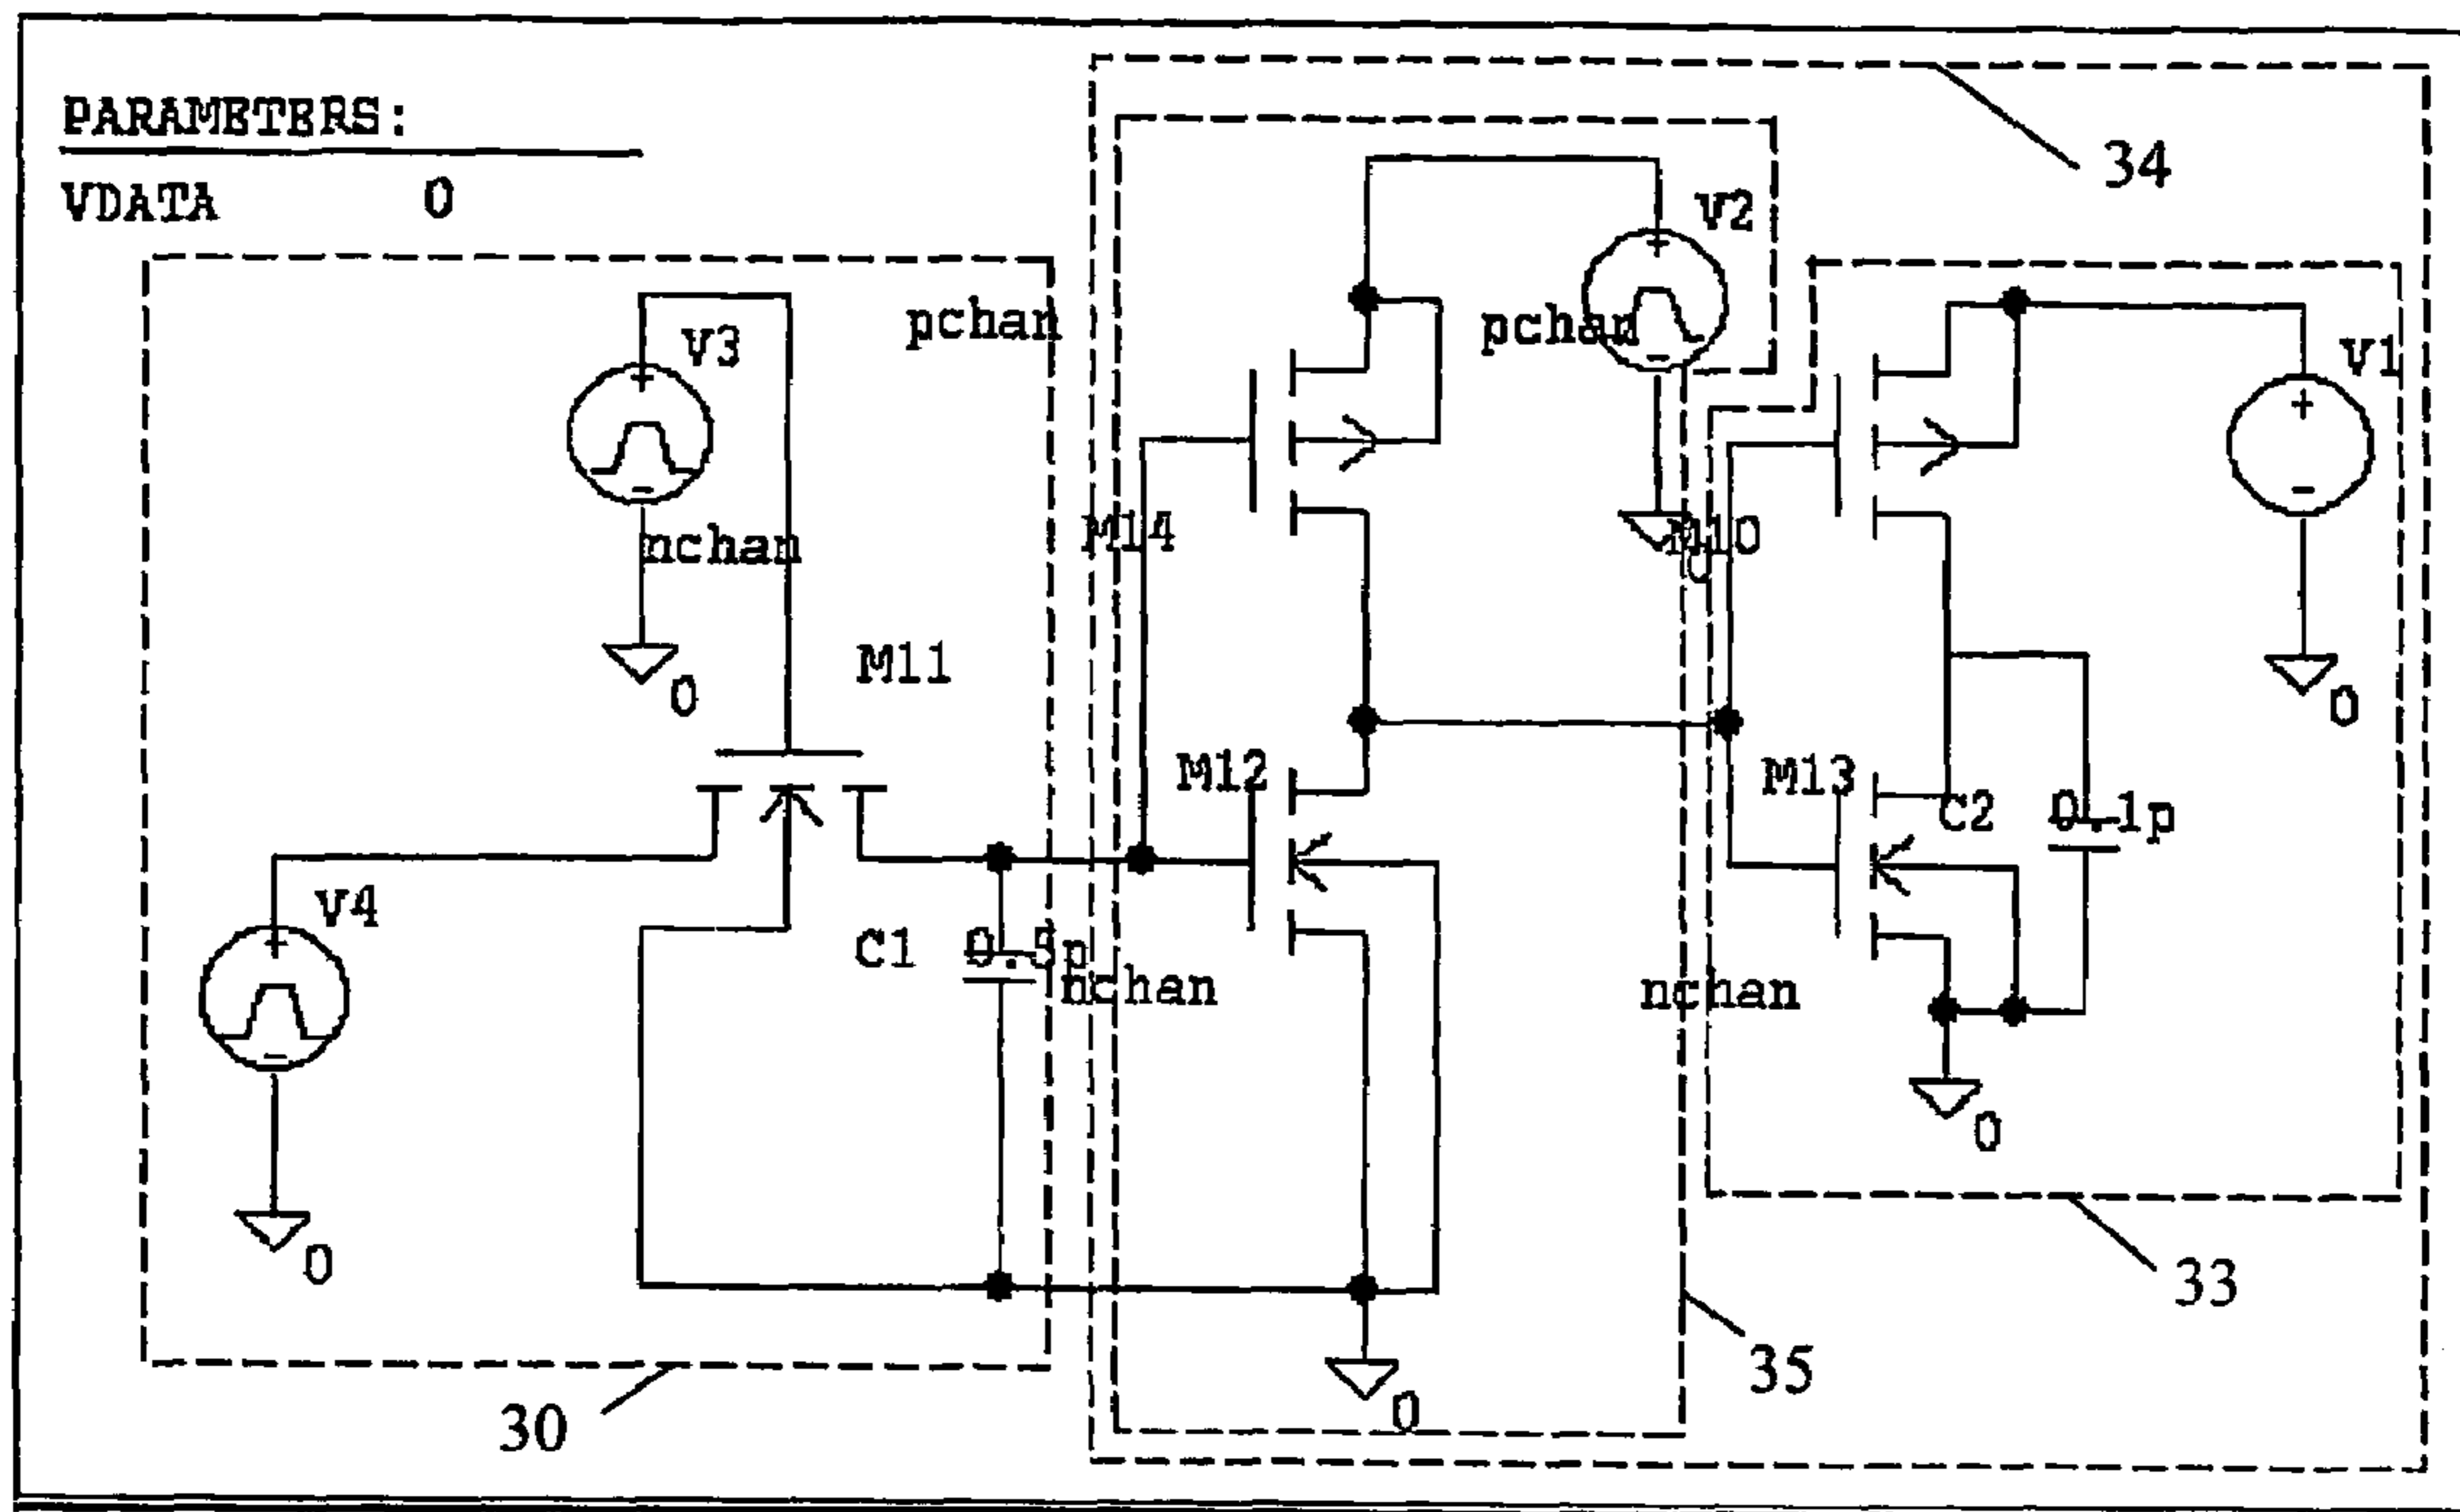 PARAMETERS:
VDATA 0
34
V2
V3
pchan
pchan
V1
M14
M10
0
nchan
M11
0
0
M12
M13
C2 0.1p
V4
C1 0.5p
nchan
nchan
0
0
33
35
0
30